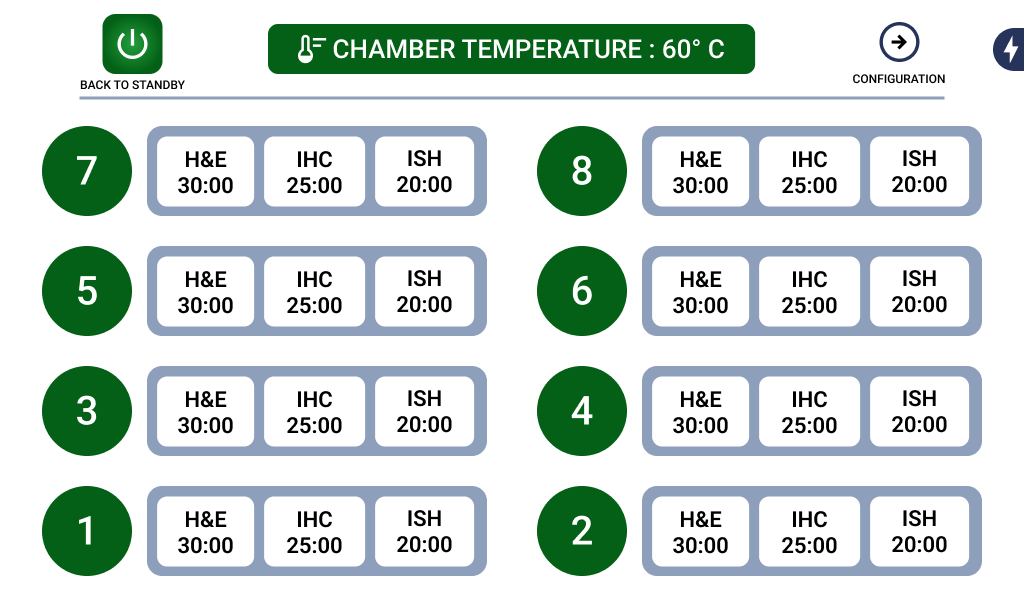 CHAMBER TEMPERATURE : 60° C
BACK TO STANDBY
CONFIGURATION
7
H&E
30:00
IHC
25:00
ISH
20:00
8
H&E
30:00
IHC
25:00
ISH
20:00
5
H&E
30:00
IHC
25:00
ISH
20:00
6
H&E
30:00
IHC
25:00
ISH
20:00
3
H&E
30:00
IHC
25:00
ISH
20:00
4
H&E
30:00
IHC
25:00
ISH
20:00
1
H&E
30:00
IHC
25:00
ISH
20:00
2
H&E
30:00
IHC
25:00
ISH
20:00